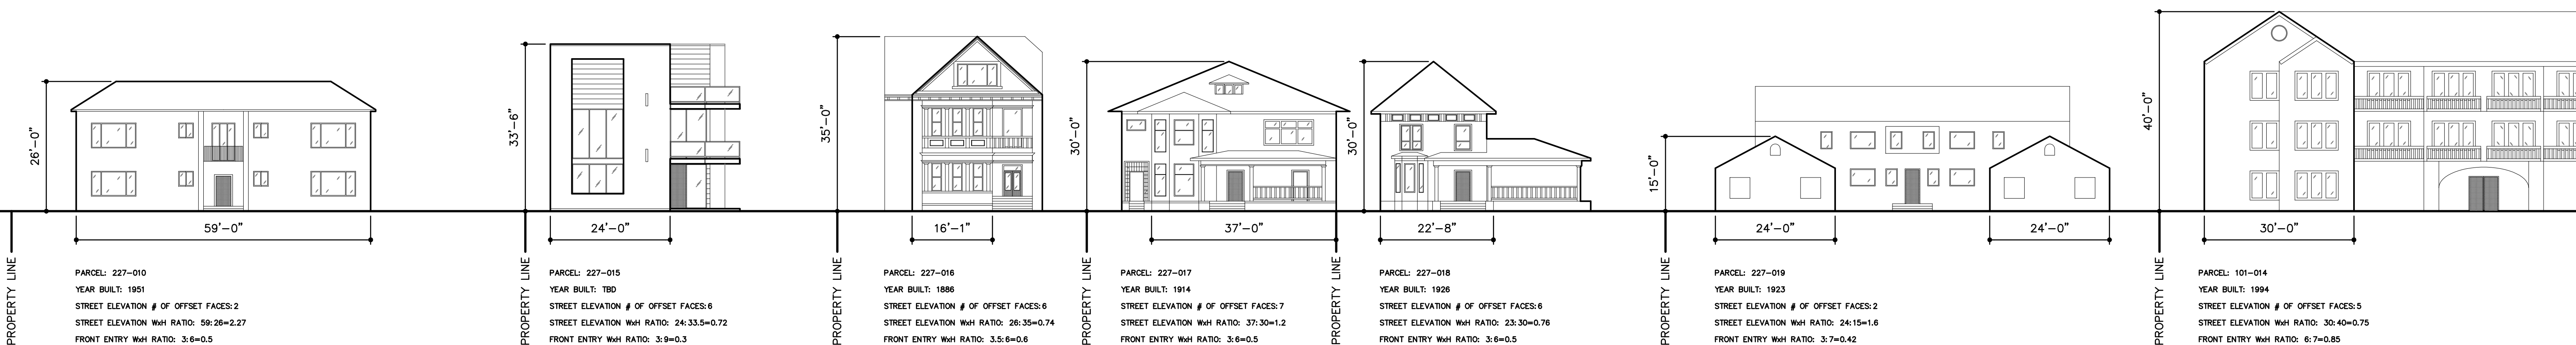 26'-0"
59'-0"
PROPERTY LINE
PARCEL: 227-010
YEAR BUILT: 1951
STREET ELEVATION # OF OFFSET FACES: 2
STREET ELEVATION WxH RATIO: 59:26=2.27
FRONT ENTRY WxH RATIO: 3:6=0.5
33'-6"
24'-0"
PROPERTY LINE
PARCEL: 227-015
YEAR BUILT: TBD
STREET ELEVATION # OF OFFSET FACES: 6
STREET ELEVATION WxH RATIO: 24:33.5=0.72
FRONT ENTRY WxH RATIO: 3:9=0.3
35'-0"
16'-1"
PROPERTY LINE
PARCEL: 227-016
YEAR BUILT: 1886
STREET ELEVATION # OF OFFSET FACES: 6
STREET ELEVATION WxH RATIO: 26:35=0.74
FRONT ENTRY WxH RATIO: 3.5:6=0.6
30'-0"
37'-0"
PROPERTY LINE
PARCEL: 227-017
YEAR BUILT: 1914
STREET ELEVATION # OF OFFSET FACES: 7
STREET ELEVATION WxH RATIO: 37:30=1.2
FRONT ENTRY WxH RATIO: 3:6=0.5
30'-0"
22'-8"
PROPERTY LINE
PARCEL: 227-018
YEAR BUILT: 1926
STREET ELEVATION # OF OFFSET FACES: 6
STREET ELEVATION WxH RATIO: 23:30=0.76
FRONT ENTRY WxH RATIO: 3:6=0.5
15'-0"
24'-0"
24'-0"
PROPERTY LINE
PARCEL: 227-019
YEAR BUILT: 1923
STREET ELEVATION # OF OFFSET FACES: 2
STREET ELEVATION WxH RATIO: 24:15=1.6
FRONT ENTRY WxH RATIO: 3:7=0.42
40'-0"
30'-0"
PROPERTY LINE
PARCEL: 101-014
YEAR BUILT: 1994
STREET ELEVATION # OF OFFSET FACES: 5
STREET ELEVATION WxH RATIO: 30:40=0.75
FRONT ENTRY WxH RATIO: 6:7=0.85